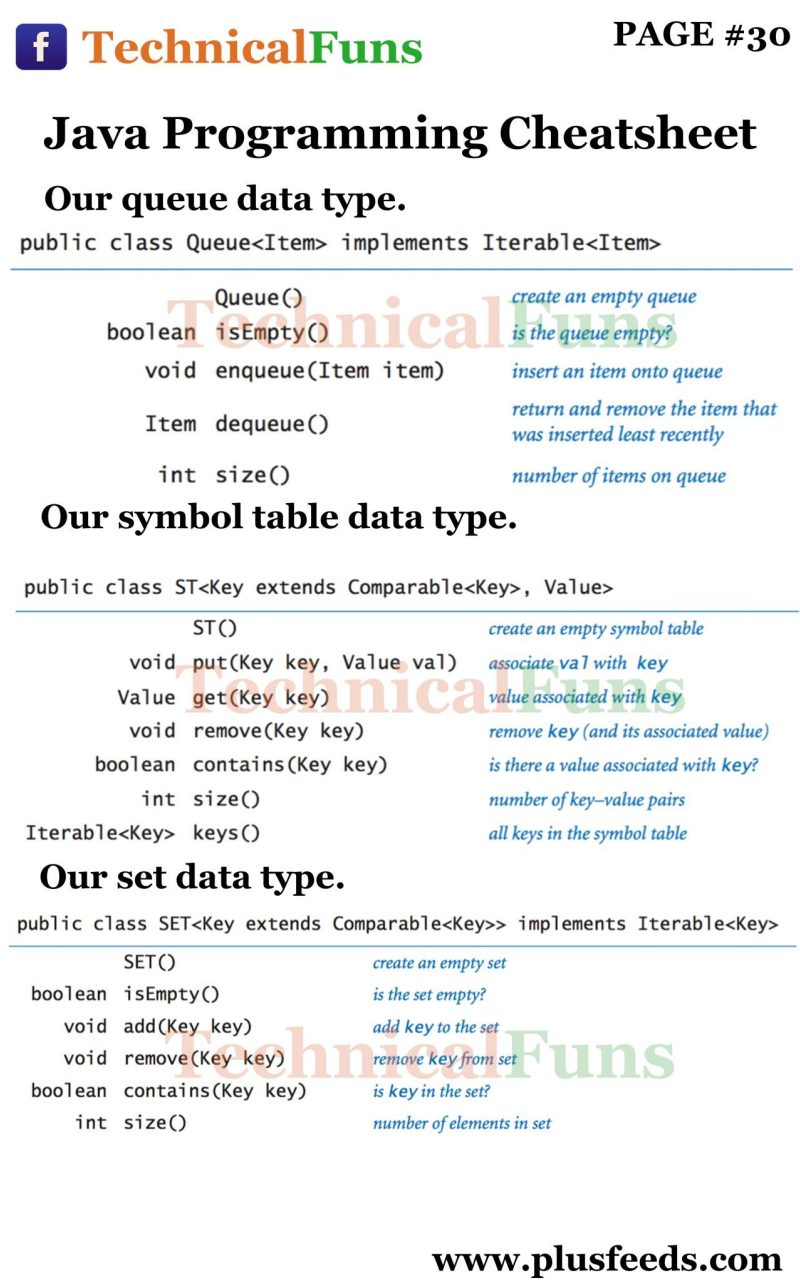 f TechnicalFuns PAGE #30
Java Programming Cheatsheet
Our queue data type.
public class Queue<Item> implements Iterable<Item>
Queue() create an empty queue
boolean isEmpty() is the queue empty?
void enqueue(Item item) insert an item onto queue
Item dequeue() return and remove the item that
was inserted least recently
int size() number of items on queue
TechnicalFuns
Our symbol table data type.
public class ST<Key extends Comparable<Key>, Value>
ST() create an empty symbol table
void put(Key key, Value val) associate val with key
Value get(Key key) value associated with key
void remove(Key key) remove key (and its associated value)
boolean contains(Key key) is there a value associated with key?
int size() number of key–value pairs
Iterable<Key> keys() all keys in the symbol table
TechnicalFuns
Our set data type.
public class SET<Key extends Comparable<Key>> implements Iterable<Key>
SET() create an empty set
boolean isEmpty() is the set empty?
void add(Key key) add key to the set
void remove(Key key) remove key from set
boolean contains(Key key) is key in the set?
int size() number of elements in set
TechnicalFuns
www.plusfeeds.com